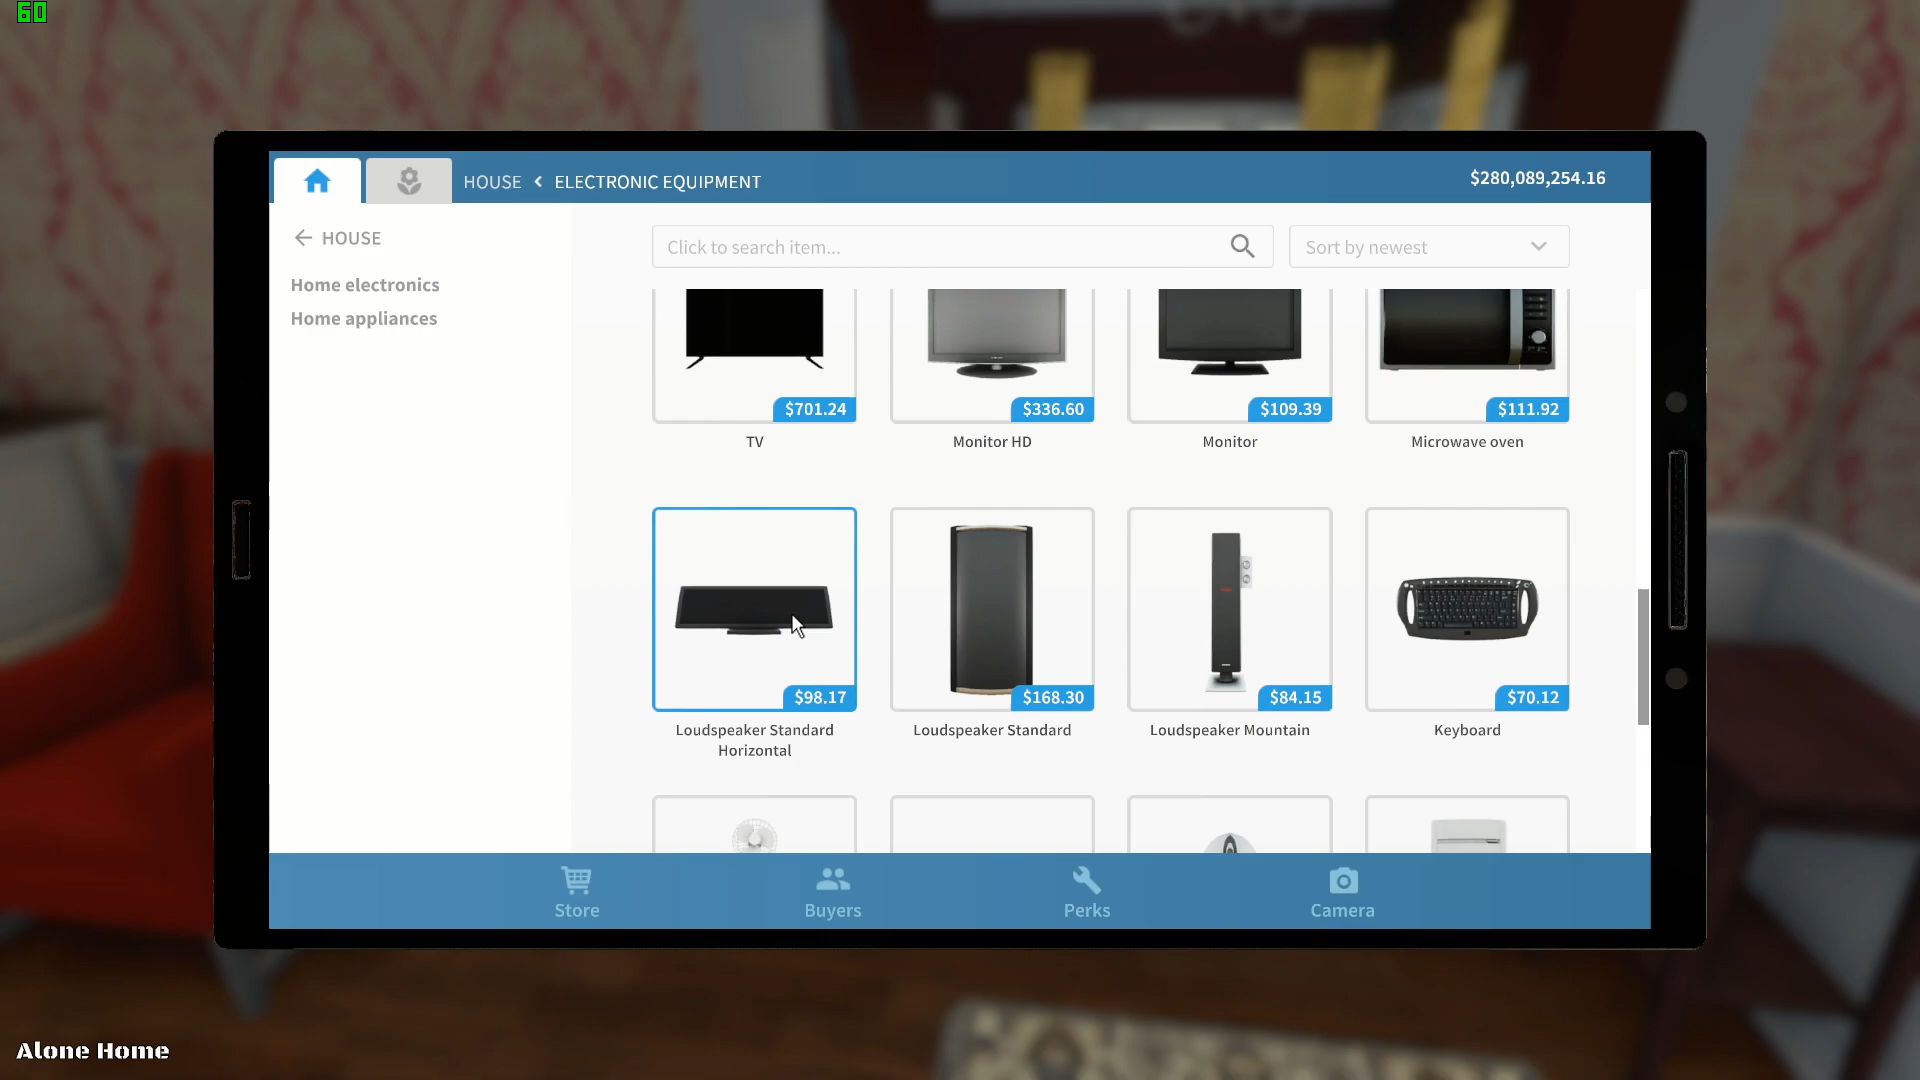 60
HOUSE < ELECTRONIC EQUIPMENT
$280,089,254.16
← HOUSE
Home electronics
Home appliances
Click to search item...
Sort by newest
$701.24
$336.60
$109.39
$111.92
TV
Monitor HD
Monitor
Microwave oven
$98.17
$168.30
$84.15
$70.12
Loudspeaker Standard
Horizontal
Loudspeaker Standard
Loudspeaker Mountain
Keyboard
Store
Buyers
Perks
Camera
Alone Home